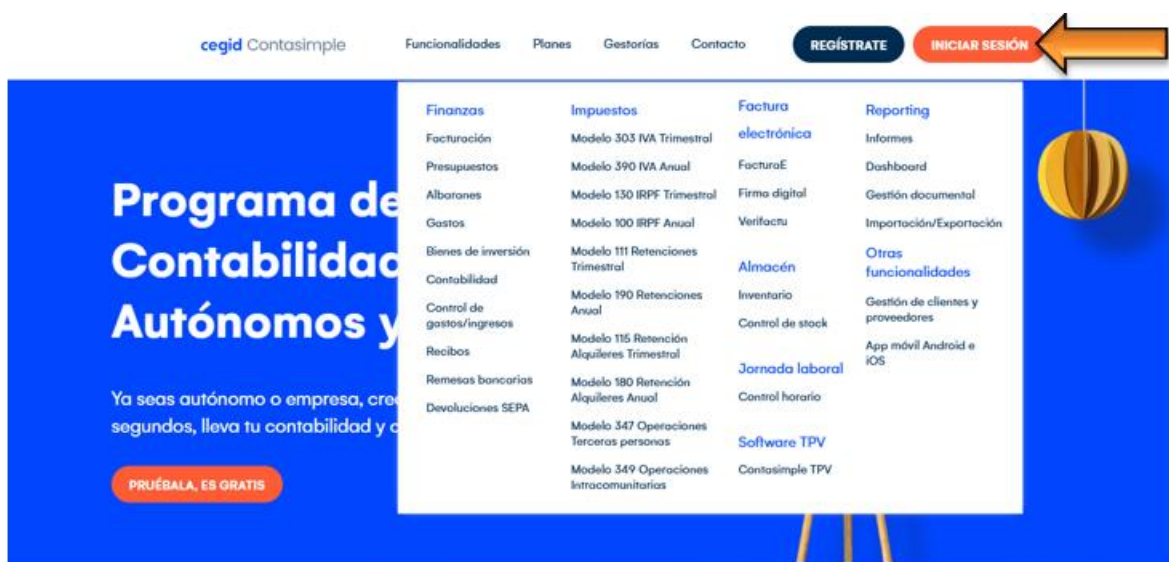 cegid Contasimple
Funcionalidades
Planes
Gestorías
Contacto
REGÍSTRATE
INICIAR SESIÓN
Programa de
Contabilidad
Autónomos y
Ya seas autónomo o empresa, cree
segundos, lleva tu contabilidad y
PRUÉBALA, ES GRATIS
Finanzas
Facturación
Presupuestos
Albaranes
Gastos
Bienes de inversión
Contabilidad
Control de
gastos/ingresos
Recibos
Remesas bancarias
Devoluciones SEPA
Impuestos
Modelo 303 IVA Trimestral
Modelo 390 IVA Anual
Modelo 130 IRPF Trimestral
Modelo 100 IRPF Anual
Modelo 111 Retenciones
Trimestral
Modelo 190 Retenciones
Anual
Modelo 115 Retención
Alquileres Trimestral
Modelo 180 Retención
Alquileres Anual
Modelo 347 Operaciones
Terceras personas
Modelo 349 Operaciones
Intracomunitarias
Factura
electrónica
FacturaE
Firma digital
Verifactu
Almacén
Inventario
Control de stock
Jornada laboral
Control horario
Software TPV
Contasimple TPV
Reporting
Informes
Dashboard
Gestión documental
Importación/Exportación
Otras
funcionalidades
Gestión de clientes y
proveedores
App móvil Android e
iOS